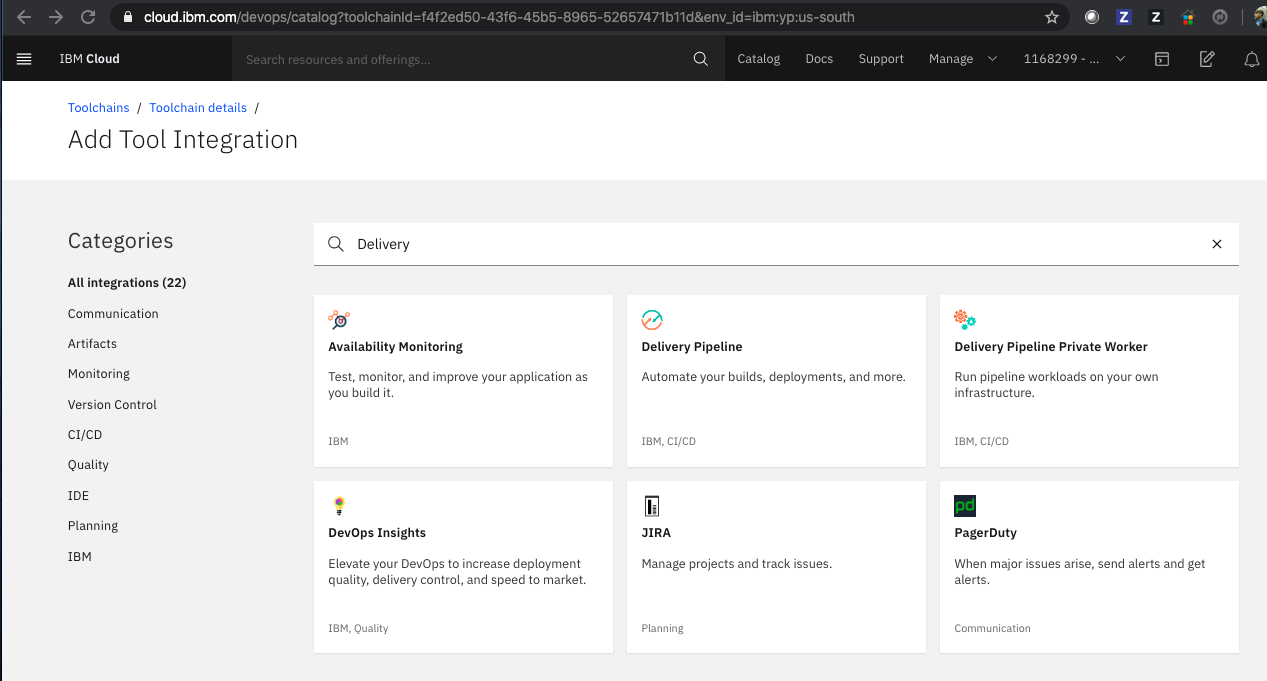 cloud.ibm.com/devops/catalog?toolchainId=f4f2ed50-43f6-45b5-8965-52657471b11d&env_id=ibm:yp:us-south
Z
Z
IBM Cloud
Search resources and offerings...
Catalog
Docs
Support
Manage
1168299 - ...
Toolchains / Toolchain details /
Add Tool Integration
Categories
All integrations (22)
Communication
Artifacts
Monitoring
Version Control
CI/CD
Quality
IDE
Planning
IBM
Delivery
Availability Monitoring
Test, monitor, and improve your application as
you build it.
IBM
Delivery Pipeline
Automate your builds, deployments, and more.
IBM, CI/CD
Delivery Pipeline Private Worker
Run pipeline workloads on your own
infrastructure.
IBM, CI/CD
DevOps Insights
Elevate your DevOps to increase deployment
quality, delivery control, and speed to market.
IBM, Quality
JIRA
Manage projects and track issues.
Planning
pd
PagerDuty
When major issues arise, send alerts and get
alerts.
Communication